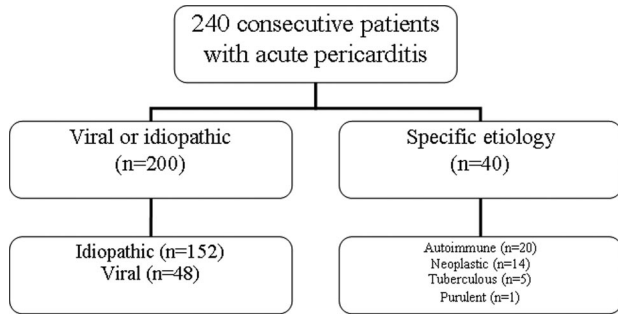 240 consecutive patients
with acute pericarditis
Viral or idiopathic
(n=200)
Specific etiology
(n=40)
Idiopathic (n=152)
Viral (n=48)
Autoimmune (n=20)
Neoplastic (n=14)
Tuberculous (n=5)
Purulent (n=1)